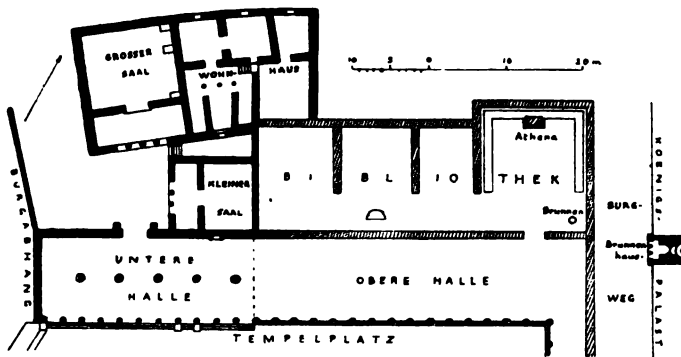 GROSSER
SAAL
WOHN-
HAUS
10 5 0 10 20 m
Athena
BI BL IO THEK
KLEINER
SAAL
Brunnen
BURG-
WEG
KOENIGS-
PALAST
Brunnen
haus-
BURGABHANG
UNTERE
HALLE
OBERE HALLE
TEMPELPLATZ